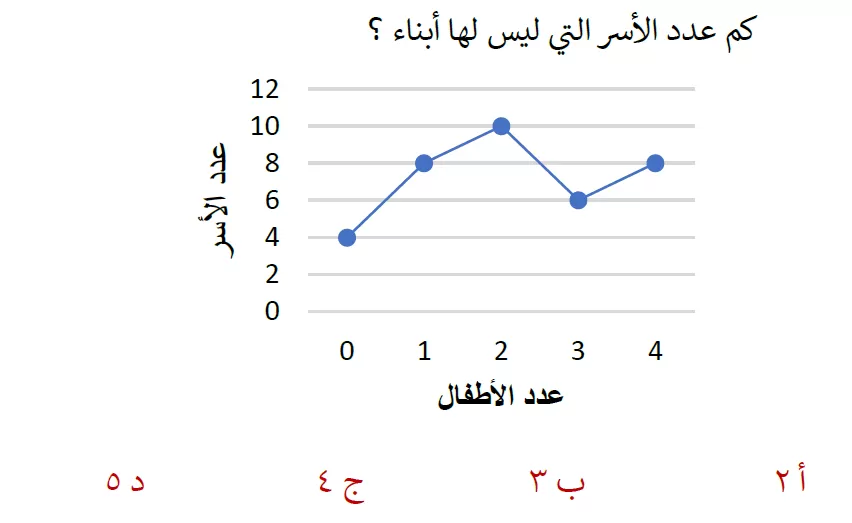 كم عدد الأسر التي ليس لها أبناء ؟
12
10
8
6
4
2
0
عدد الأسر
0 1 2 3 4
عدد الأطفال
أ ٢ ب ٣ ج ٤ د ٥